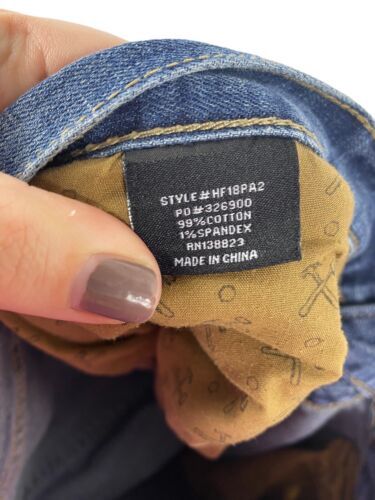 STYLE#HF18PA2
PO#326900
99%COTTON
1%SPANDEX
RN138823
MADE IN CHINA